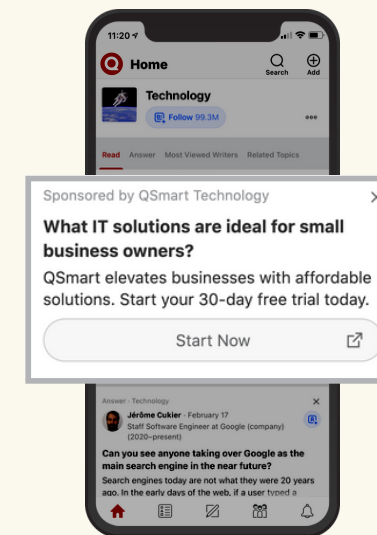 11:20
Home
Search
Add
Technology
Follow 99.3M
Read Answer Most Viewed Writers Related Topics
Sponsored by QSmart Technology
What IT solutions are ideal for small
business owners?
QSmart elevates businesses with affordable
solutions. Start your 30-day free trial today.
Start Now
Answer · Technology
Jérôme Cukier · February 17
Staff Software Engineer at Google (company)
(2020–present)
Can you see anyone taking over Google as the
main search engine in the near future?
Search engines today are not what they were 20 years
ago. In the early days of the web, if a user typed a